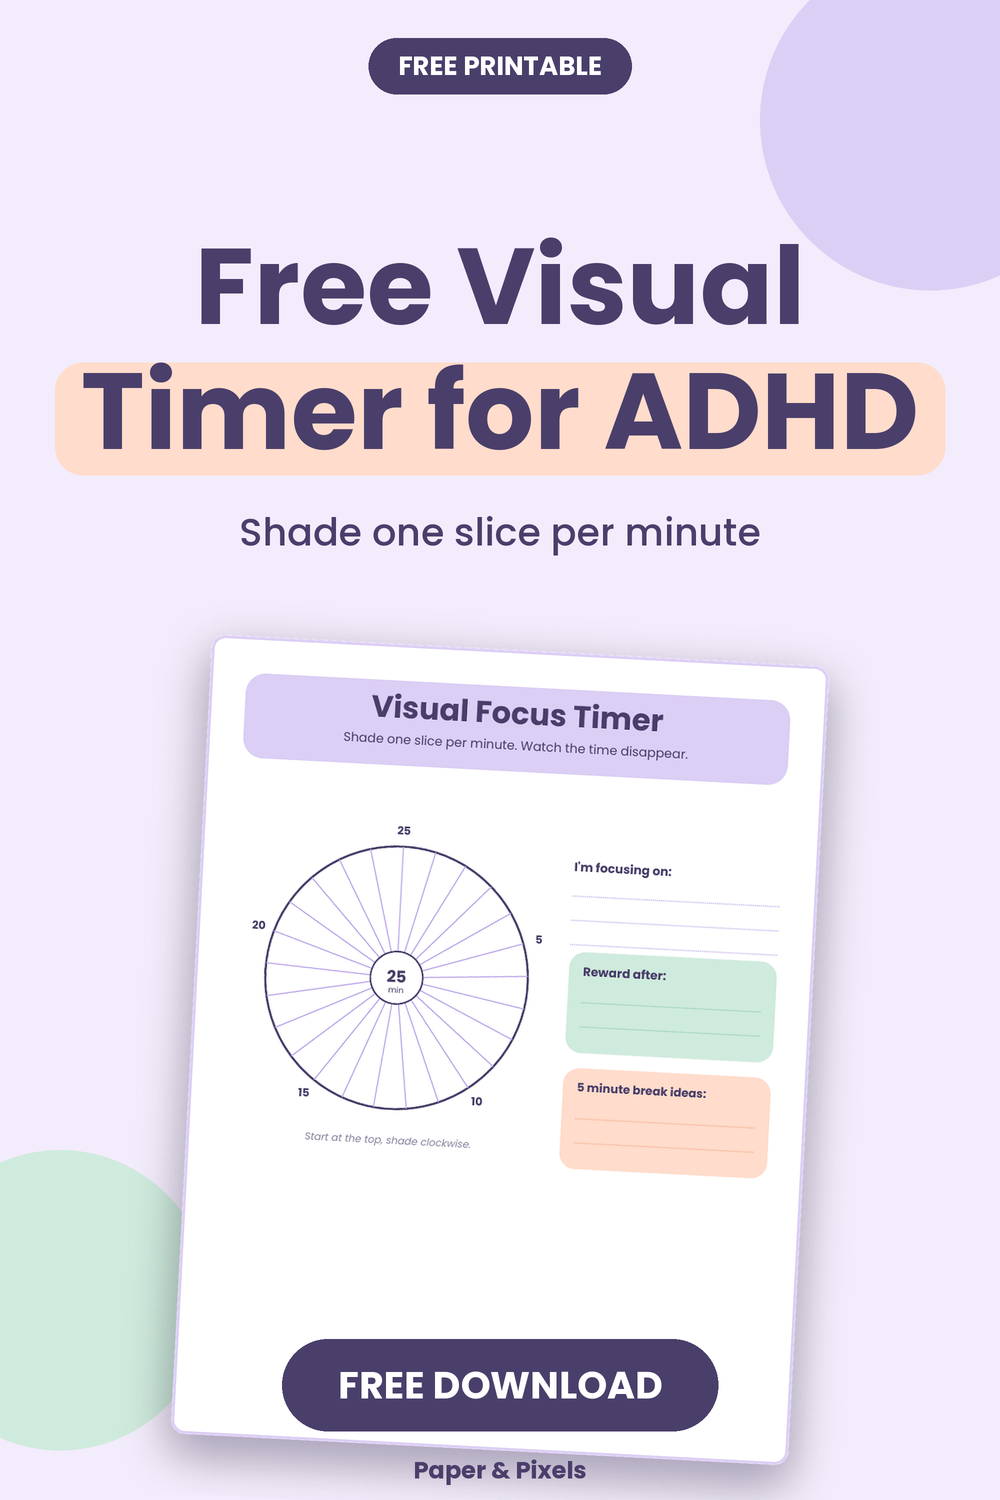 FREE PRINTABLE
Free Visual
Timer for ADHD
Shade one slice per minute
Visual Focus Timer
Shade one slice per minute. Watch the time disappear.
25
20
5
25
min
15
10
Start at the top, shade clockwise.
I'm focusing on:
Reward after:
5 minute break ideas:
FREE DOWNLOAD
Paper & Pixels